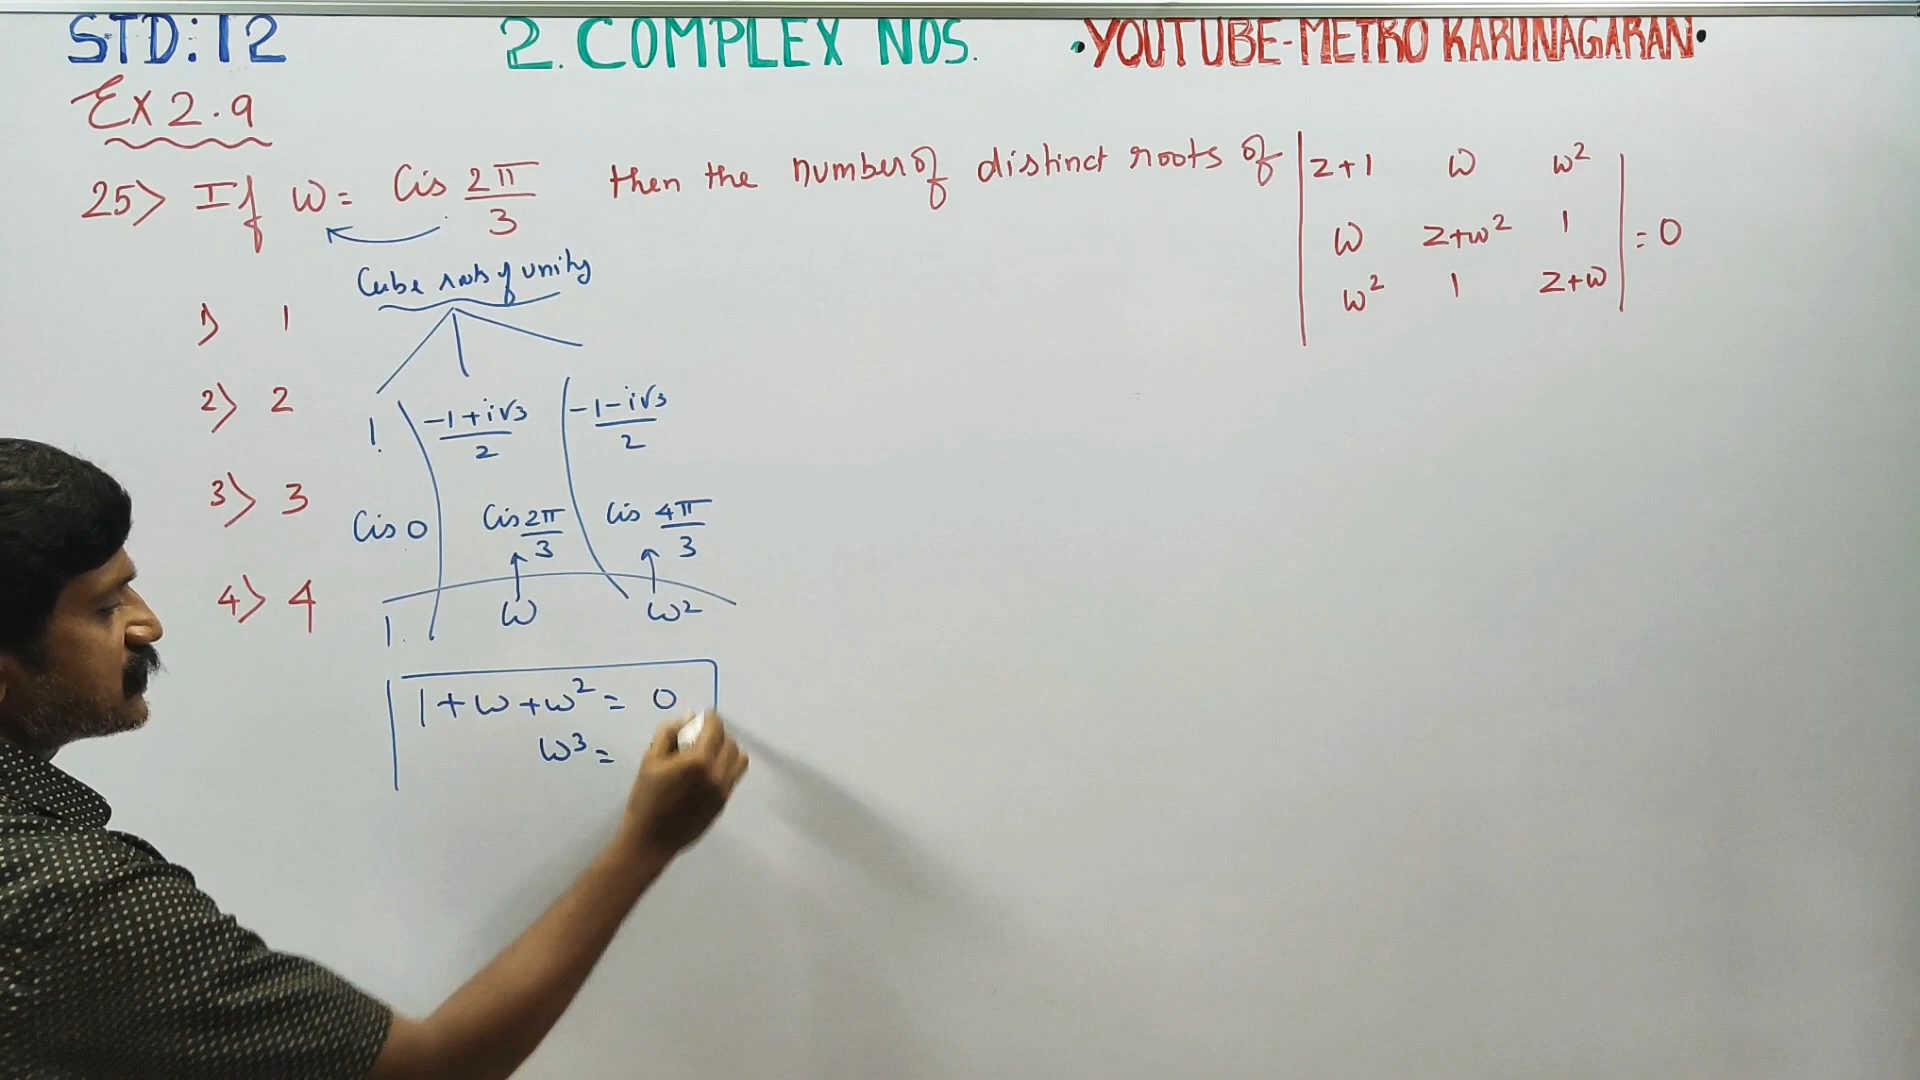 STD:12 2. COMPLEX NOS. •YOUTUBE-METRO KARUNAGARAN•
Ex 2.9
25> If ω = Cis 2π/3 then the number of distinct roots of | z+1 ω ω² |
| ω z+ω² 1 | = 0
| ω² 1 z+ω |
Cube roots of unity
1) 1
2) 2
3) 3
4) 4
1 -1+i√3/2 -1-i√3/2
Cis 0 Cis 2π/3 Cis 4π/3
1. ω ω²
1+ω+ω² = 0
ω³ =